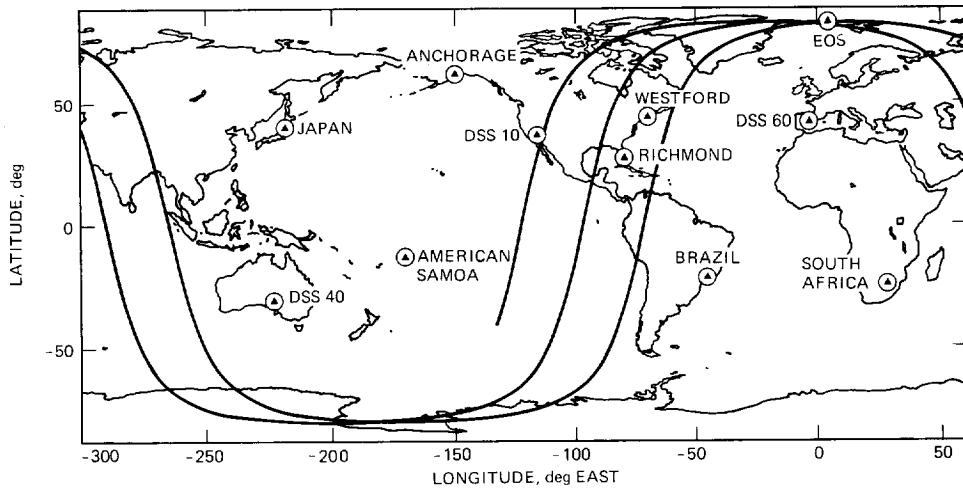 EOS
ANCHORAGE
WESTFORD
50
JAPAN
DSS 10
DSS 60
RICHMOND
LATITUDE, deg
0
AMERICAN
SAMOA
BRAZIL
SOUTH
AFRICA
DSS 40
-50
-300
-250
-200
-150
-100
-50
0
50
LONGITUDE, deg EAST